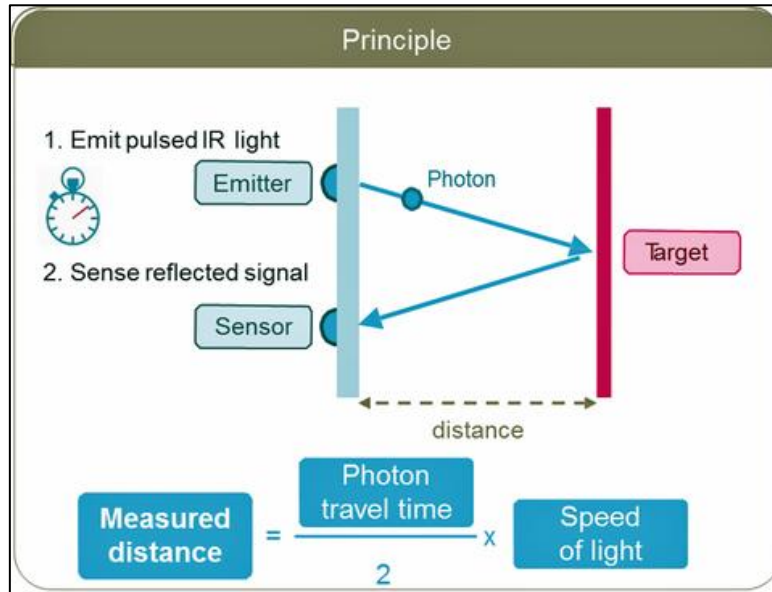 Principle
1. Emit pulsed IR light
Emitter
Photon
Target
2. Sense reflected signal
Sensor
distance
Measured
distance
=
Photon
travel time
2
x
Speed
of light